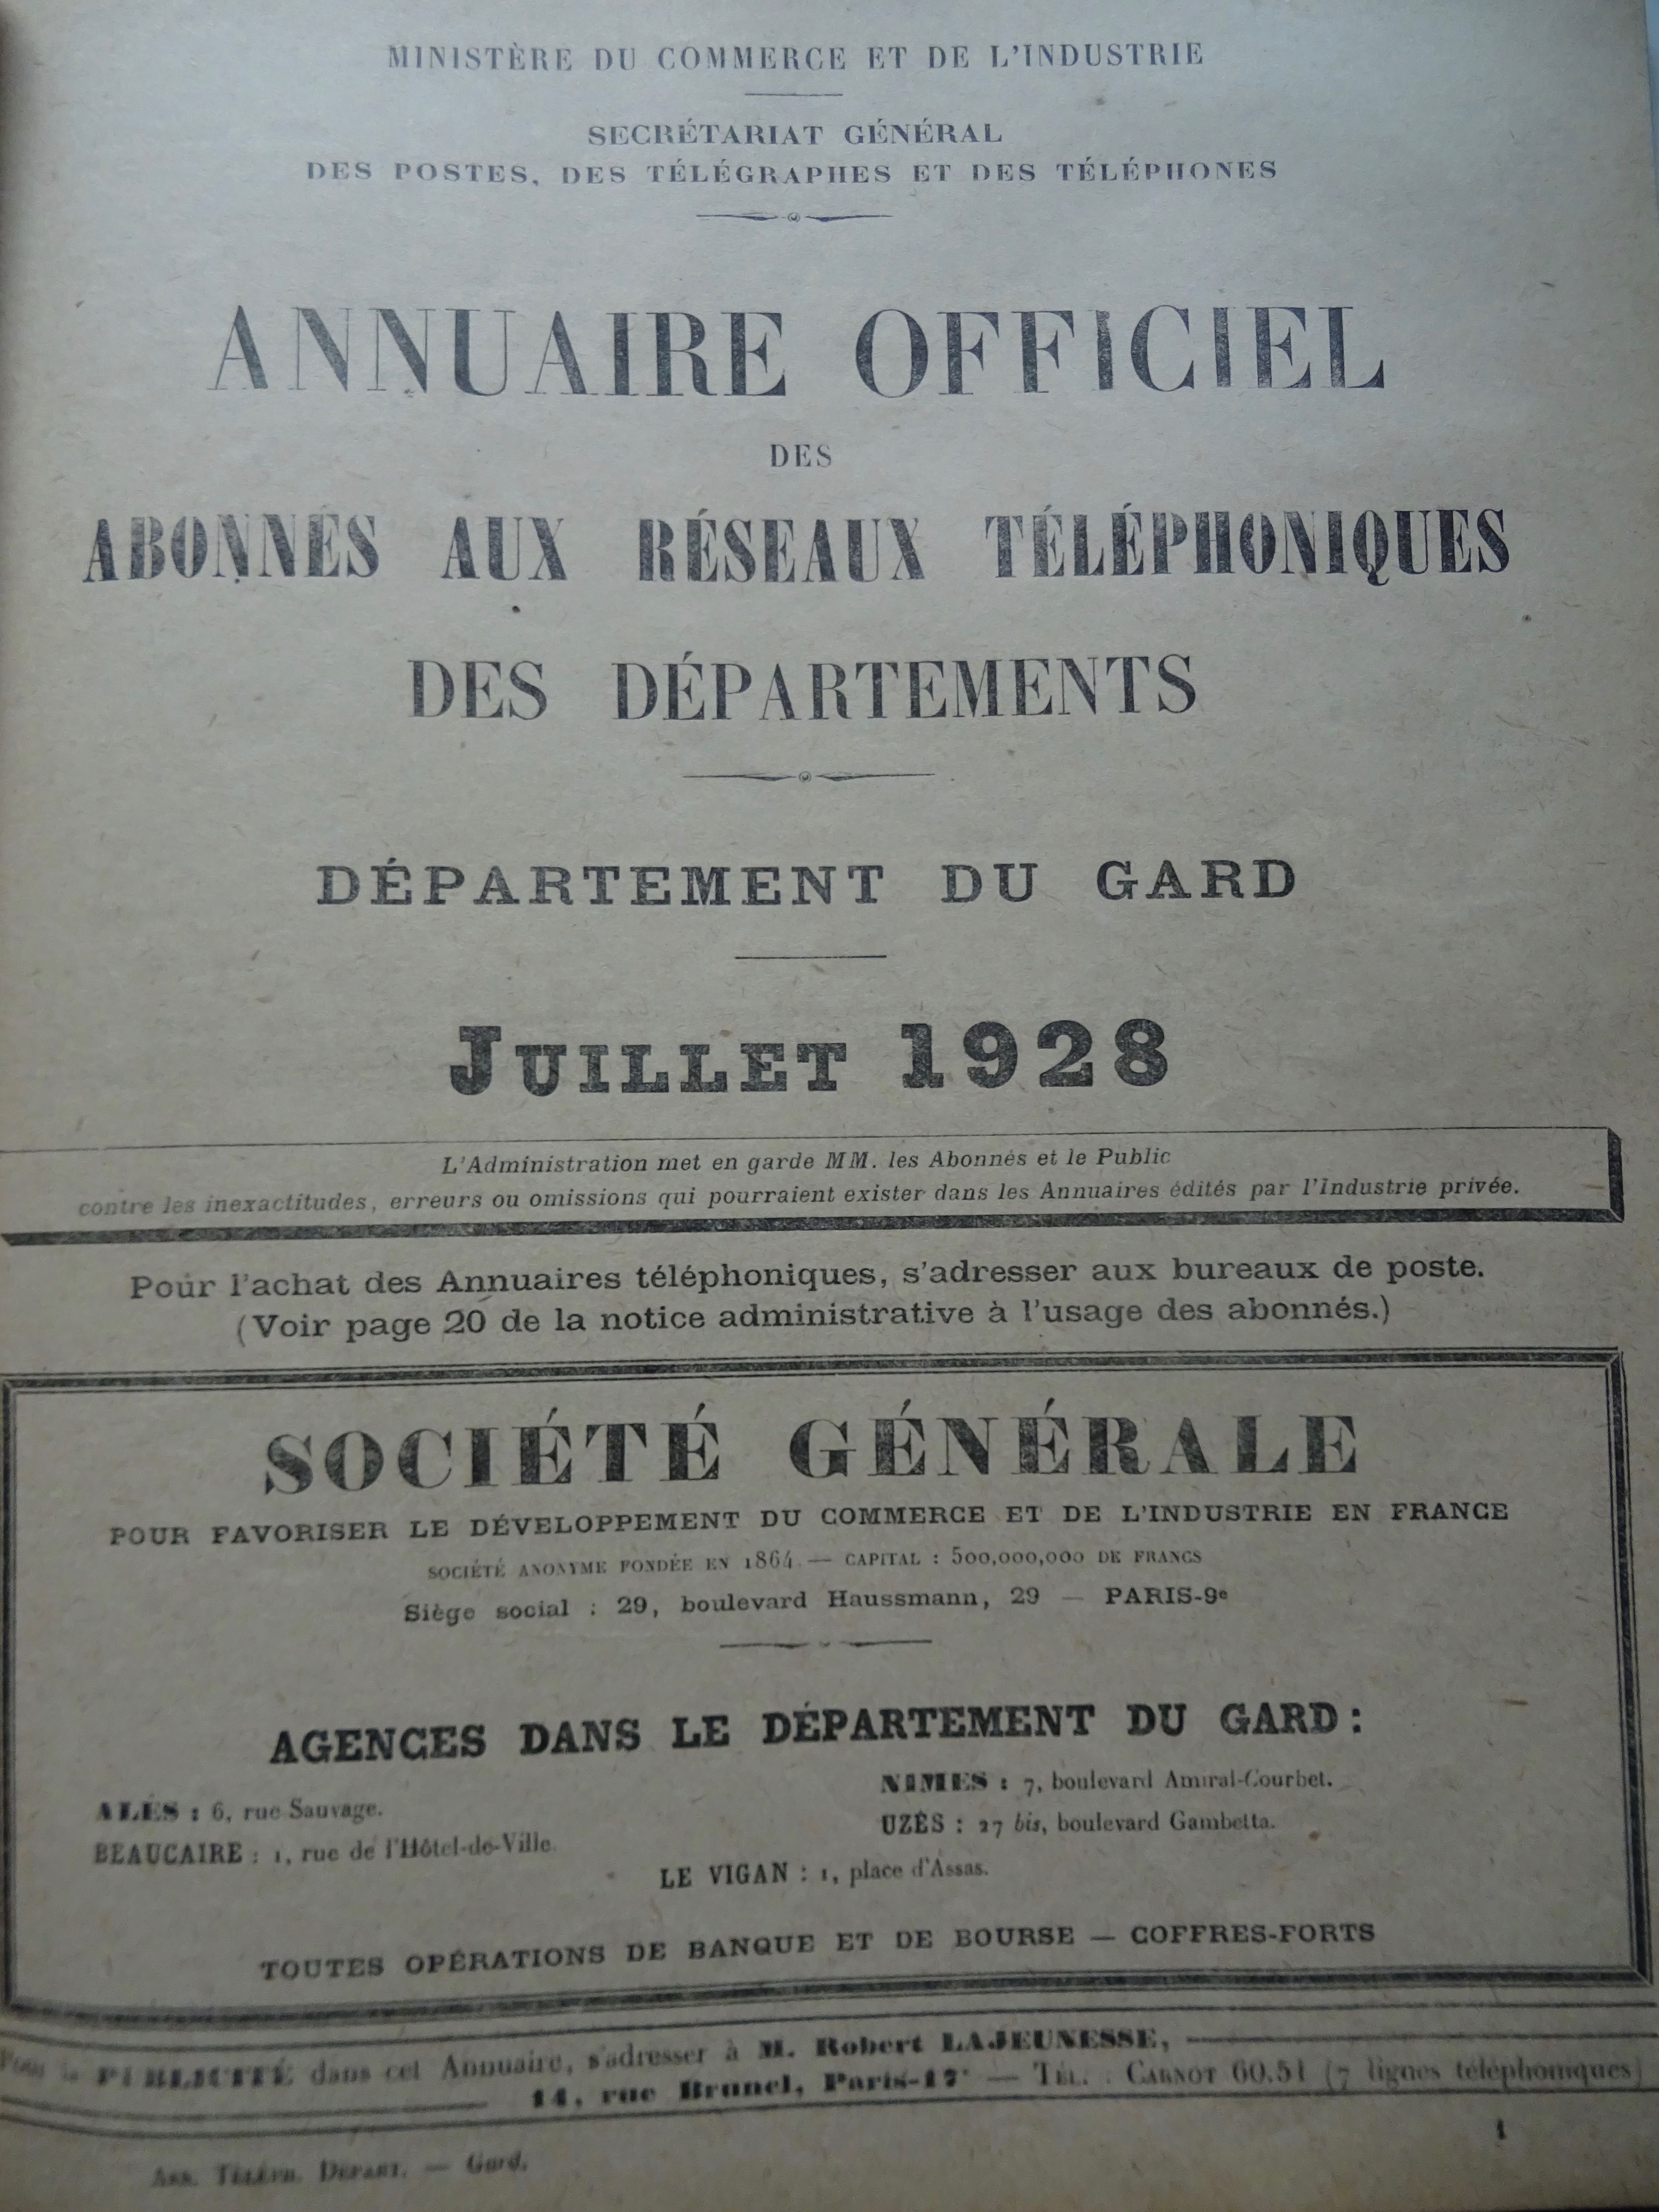 MINISTÈRE DU COMMERCE ET DE L'INDUSTRIE
SECRÉTARIAT GÉNÉRAL
DES POSTES, DES TÉLÉGRAPHES ET DES TÉLÉPHONES
ANNUAIRE OFFICIEL
DES
ABONNÉS AUX RÉSEAUX TÉLÉPHONIQUES
DES DÉPARTEMENTS
DÉPARTEMENT DU GARD
JUILLET 1928
L'Administration met en garde MM. les Abonnés et le Public
contre les inexactitudes, erreurs ou omissions qui pourraient exister dans les Annuaires édités par l'Industrie privée.
Pour l'achat des Annuaires téléphoniques, s'adresser aux bureaux de poste.
(Voir page 20 de la notice administrative à l'usage des abonnés.)
SOCIÉTÉ GÉNÉRALE
POUR FAVORISER LE DÉVELOPPEMENT DU COMMERCE ET DE L'INDUSTRIE EN FRANCE
SOCIÉTÉ ANONYME FONDÉE EN 1864 — CAPITAL : 500,000,000 DE FRANCS
Siège social : 29, boulevard Haussmann, 29 — PARIS-9e
AGENCES DANS LE DÉPARTEMENT DU GARD :
ALÈS : 6, rue Sauvage.
BEAUCAIRE : 1, rue de l'Hôtel-de-Ville.
NIMES : 7, boulevard Amiral-Courbet.
UZÈS : 27 bis, boulevard Gambetta.
LE VIGAN : 1, place d'Assas.
TOUTES OPÉRATIONS DE BANQUE ET DE BOURSE — COFFRES-FORTS
Pour la PUBLICITÉ dans cet Annuaire, s'adresser à M. Robert LAJEUNESSE,
14, rue Brunel, Paris-17e — TÉL. : CARNOT 60.51 (7 lignes téléphoniques)
ANN. TÉLÉPH. DÉPART. — Gard.
1